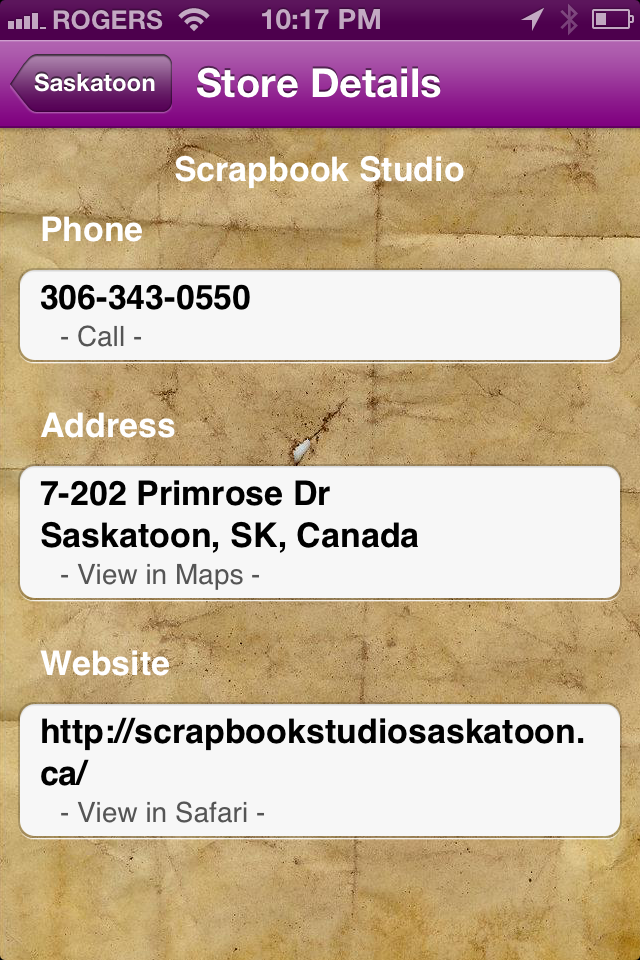 ROGERS 10:17 PM
Saskatoon Store Details
Scrapbook Studio
Phone
306-343-0550
- Call -
Address
7-202 Primrose Dr
Saskatoon, SK, Canada
- View in Maps -
Website
http://scrapbookstudiosaskatoon.
ca/
- View in Safari -